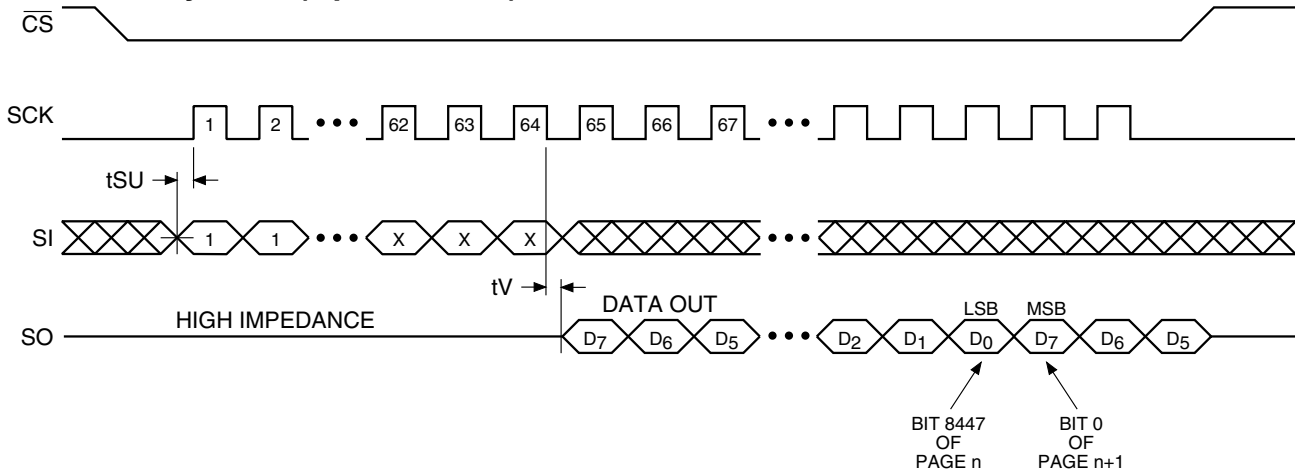 CS
SCK
1 2 ••• 62 63 64 65 66 67 •••
tSU
SI
1 1 ••• X X X •••
tV
DATA OUT
HIGH IMPEDANCE
LSB MSB
SO
D7 D6 D5 ••• D2 D1 D0 D7 D6 D5
BIT 8447
OF
PAGE n
BIT 0
OF
PAGE n+1